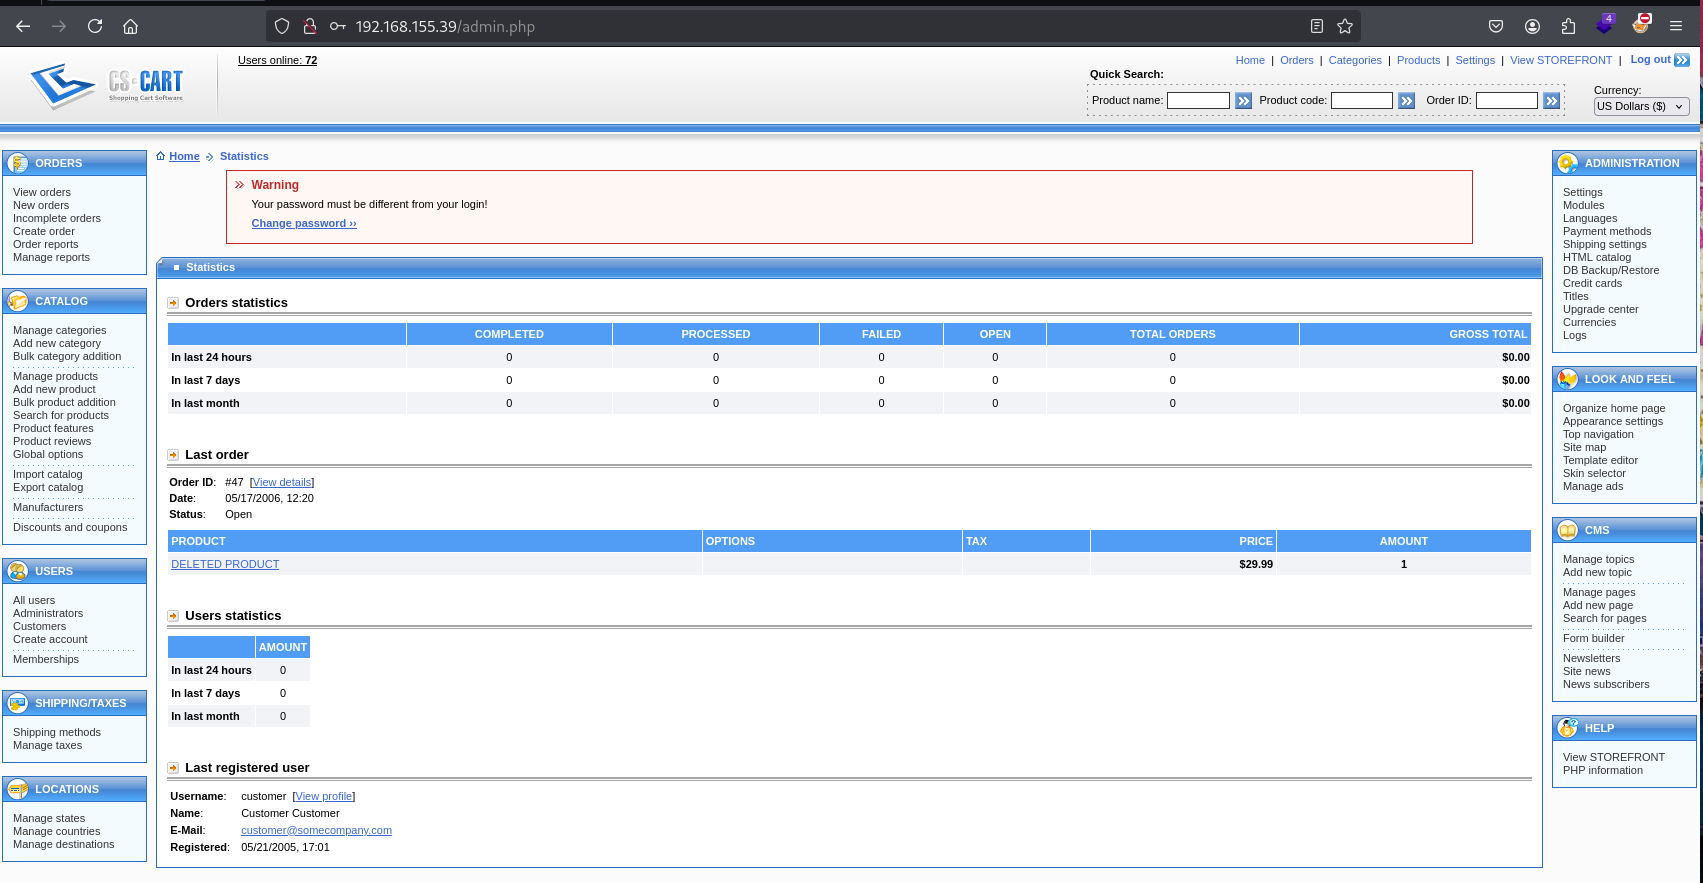 192.168.155.39/admin.php
4
CS-CART
Shopping Cart Software
Users online: 72
Home | Orders | Categories | Products | Settings | View STOREFRONT | Log out
Quick Search:
Product name: Product code: Order ID:
Currency:
US Dollars ($)
ORDERS
View orders
New orders
Incomplete orders
Create order
Order reports
Manage reports
CATALOG
Manage categories
Add new category
Bulk category addition
Manage products
Add new product
Bulk product addition
Search for products
Product features
Product reviews
Global options
Import catalog
Export catalog
Manufacturers
Discounts and coupons
USERS
All users
Administrators
Customers
Create account
Memberships
SHIPPING/TAXES
Shipping methods
Manage taxes
LOCATIONS
Manage states
Manage countries
Manage destinations
Home Statistics
Warning
Your password must be different from your login!
Change password ››
Statistics
Orders statistics
COMPLETED PROCESSED FAILED OPEN TOTAL ORDERS GROSS TOTAL
In last 24 hours 0 0 0 0 0 $0.00
In last 7 days 0 0 0 0 0 $0.00
In last month 0 0 0 0 0 $0.00
Last order
Order ID: #47 [View details]
Date: 05/17/2006, 12:20
Status: Open
PRODUCT OPTIONS TAX PRICE AMOUNT
DELETED PRODUCT $29.99 1
Users statistics
AMOUNT
In last 24 hours 0
In last 7 days 0
In last month 0
Last registered user
Username: customer [View profile]
Name: Customer Customer
E-Mail: customer@somecompany.com
Registered: 05/21/2005, 17:01
ADMINISTRATION
Settings
Modules
Languages
Payment methods
Shipping settings
HTML catalog
DB Backup/Restore
Credit cards
Titles
Upgrade center
Currencies
Logs
LOOK AND FEEL
Organize home page
Appearance settings
Top navigation
Site map
Template editor
Skin selector
Manage ads
CMS
Manage topics
Add new topic
Manage pages
Add new page
Search for pages
Form builder
Newsletters
Site news
News subscribers
HELP
View STOREFRONT
PHP information